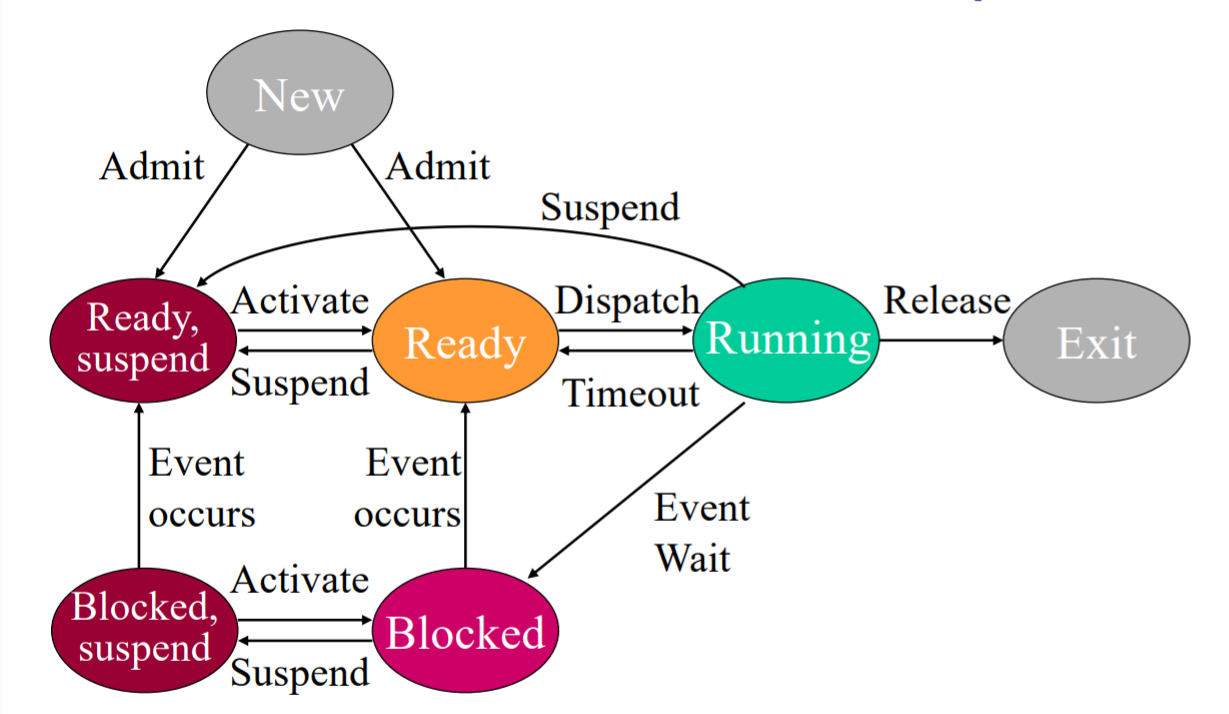 New
Admit
Admit
Suspend
Ready,
suspend
Activate
Suspend
Ready
Dispatch
Timeout
Running
Release
Exit
Event
occurs
Event
occurs
Event
Wait
Blocked,
suspend
Activate
Suspend
Blocked